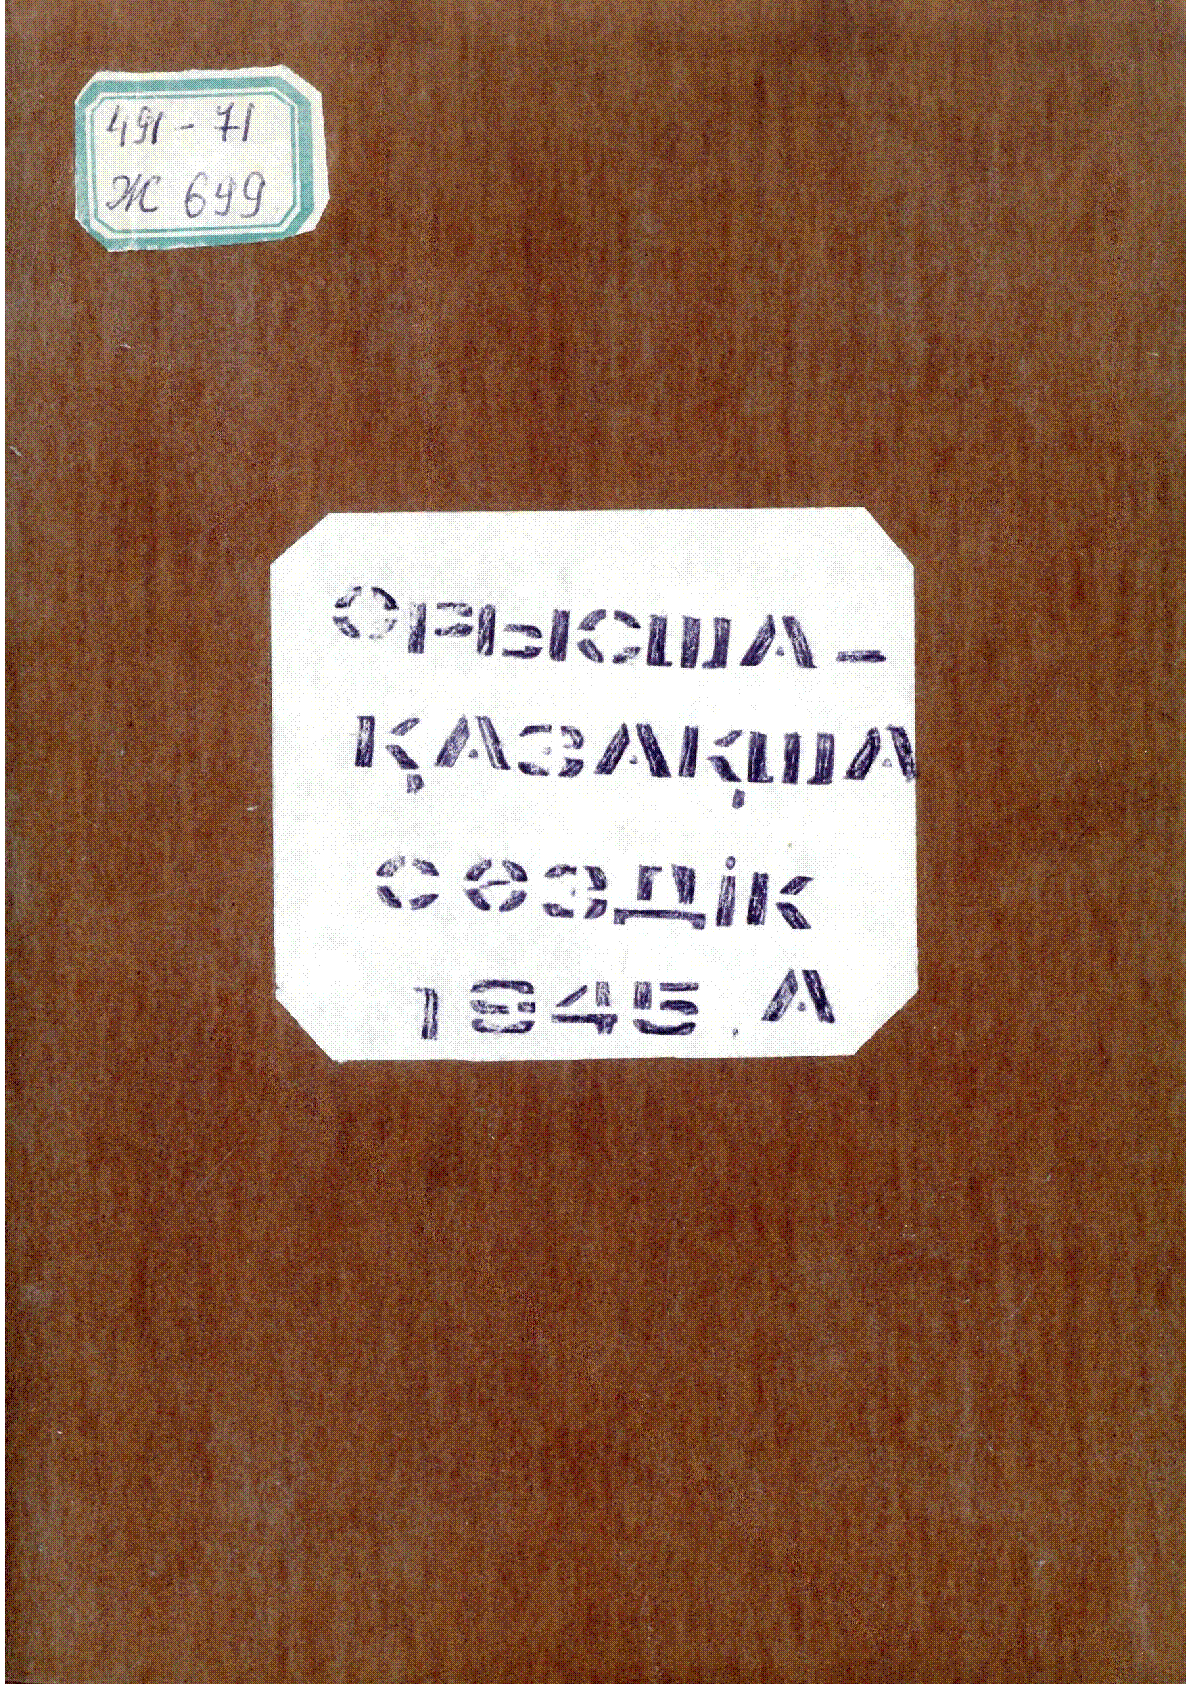 491-71
Ж 699
ОРЫСША-
ҚАЗАҚША
СӨЗДІК
1945. А